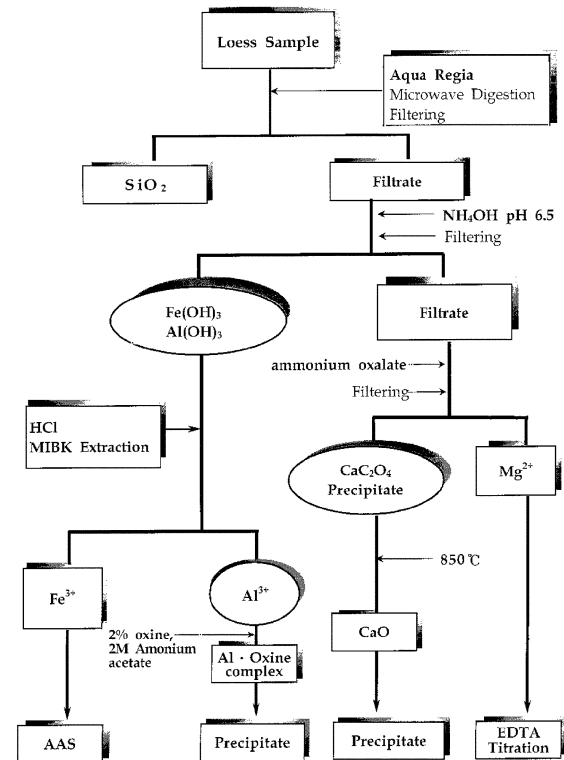 Loess Sample
Aqua Regia
Microwave Digestion
Filtering
SiO₂
Filtrate
NH₄OH pH 6.5
Filtering
Fe(OH)₃
Al(OH)₃
Filtrate
ammonium oxalate
Filtering
HCl
MIBK Extraction
CaC₂O₄
Precipitate
Mg²⁺
850℃
Fe³⁺
Al³⁺
2% oxine,
2M Amonium
acetate
Al · Oxine
complex
CaO
AAS
Precipitate
Precipitate
EDTA
Titration